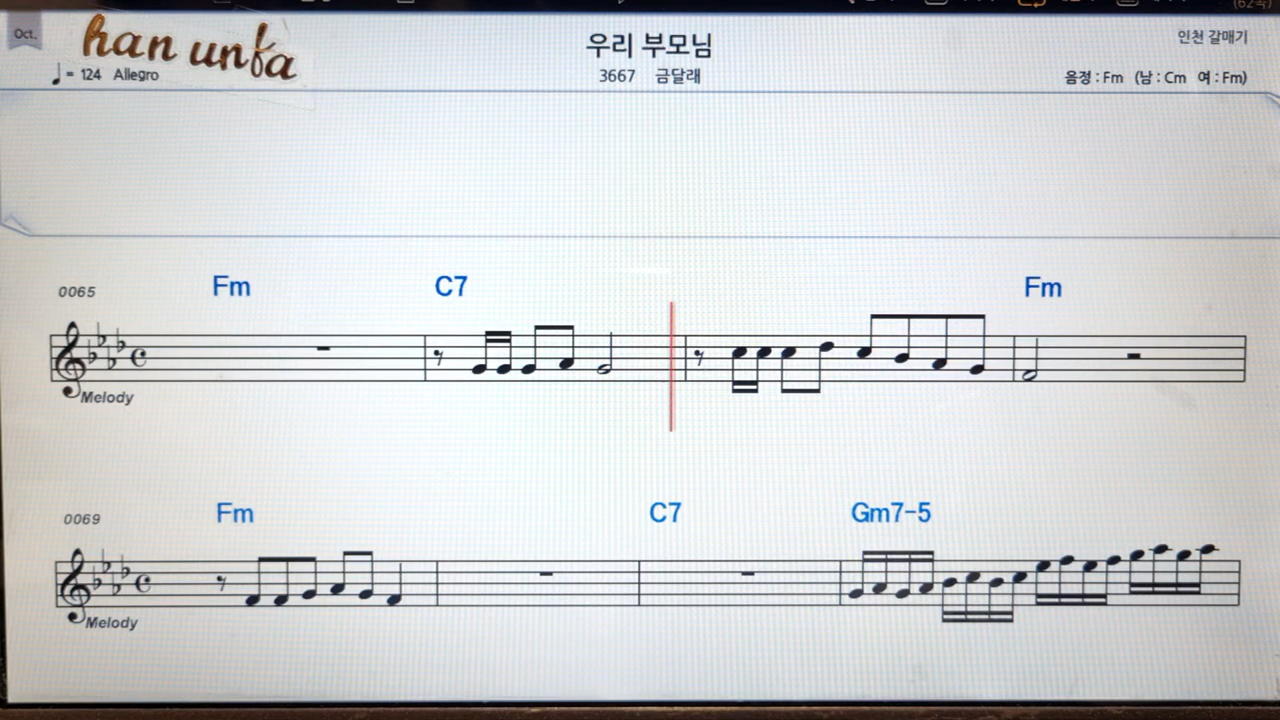 Oct.
han unfa
우리 부모님
인천 갈매기
♩= 124 Allegro
3667 금달래
음정 : Fm (남 : Cm 여 : Fm)
0065 Fm C7 Fm
Melody
0069 Fm C7 Gm7-5
Melody